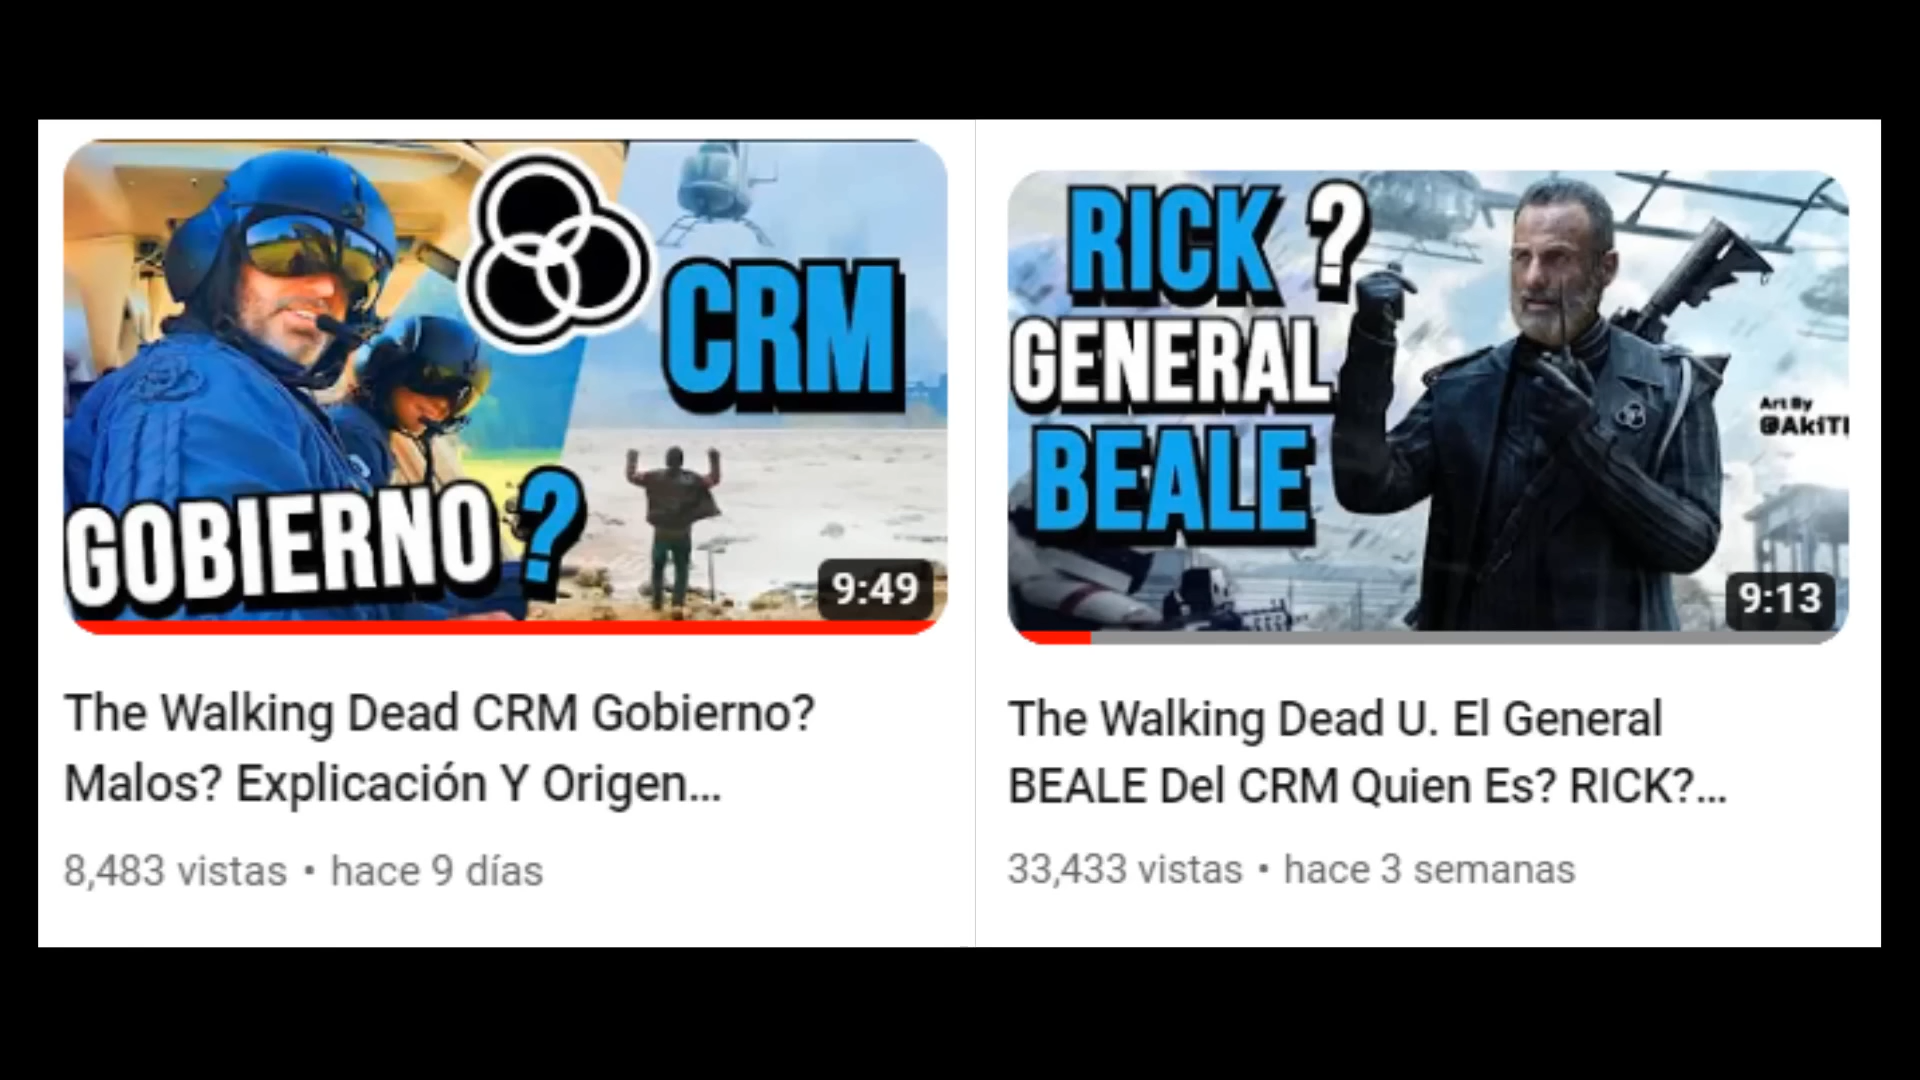 CRM
GOBIERNO?
9:49
The Walking Dead CRM Gobierno?
Malos? Explicación Y Origen...
8,483 vistas • hace 9 días
RICK ?
GENERAL
BEALE
Art By
9:13
The Walking Dead U. El General
BEALE Del CRM Quien Es? RICK?...
33,433 vistas • hace 3 semanas